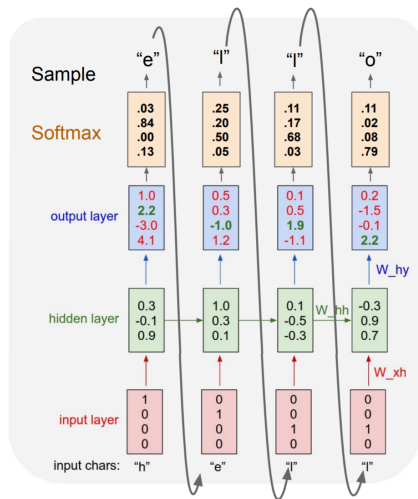 “e” “l” “l” “o”
Sample
Softmax
.03 .25 .11 .11
.84 .20 .17 .02
.00 .50 .68 .08
.13 .05 .03 .79
output layer
1.0 0.5 0.1 0.2
2.2 0.3 0.5 -1.5
-3.0 -1.0 1.9 -0.1
4.1 1.2 -1.1 2.2
W_hy
hidden layer
0.3 1.0 0.1 -0.3
-0.1 0.3 -0.5 0.9
0.9 0.1 -0.3 0.7
W_hh
W_xh
input layer
1 0 0 0
0 1 0 0
0 0 1 1
0 0 0 0
input chars: “h” “e” “l” “l”